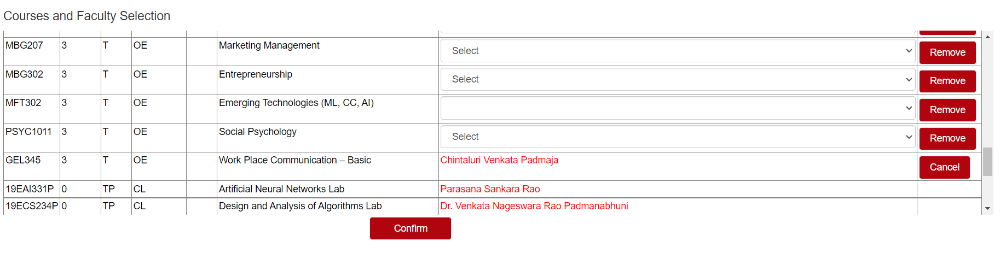 Courses and Faculty Selection
MBG207 3 T OE Marketing Management Select Remove
MBG302 3 T OE Entrepreneurship Select Remove
MFT302 3 T OE Emerging Technologies (ML, CC, AI) Remove
PSYC1011 3 T OE Social Psychology Select Remove
GEL345 3 T OE Work Place Communication – Basic Chintaluri Venkata Padmaja Cancel
19EAI331P 0 TP CL Artificial Neural Networks Lab Parasana Sankara Rao
19ECS234P 0 TP CL Design and Analysis of Algorithms Lab Dr. Venkata Nageswara Rao Padmanabhuni
Confirm